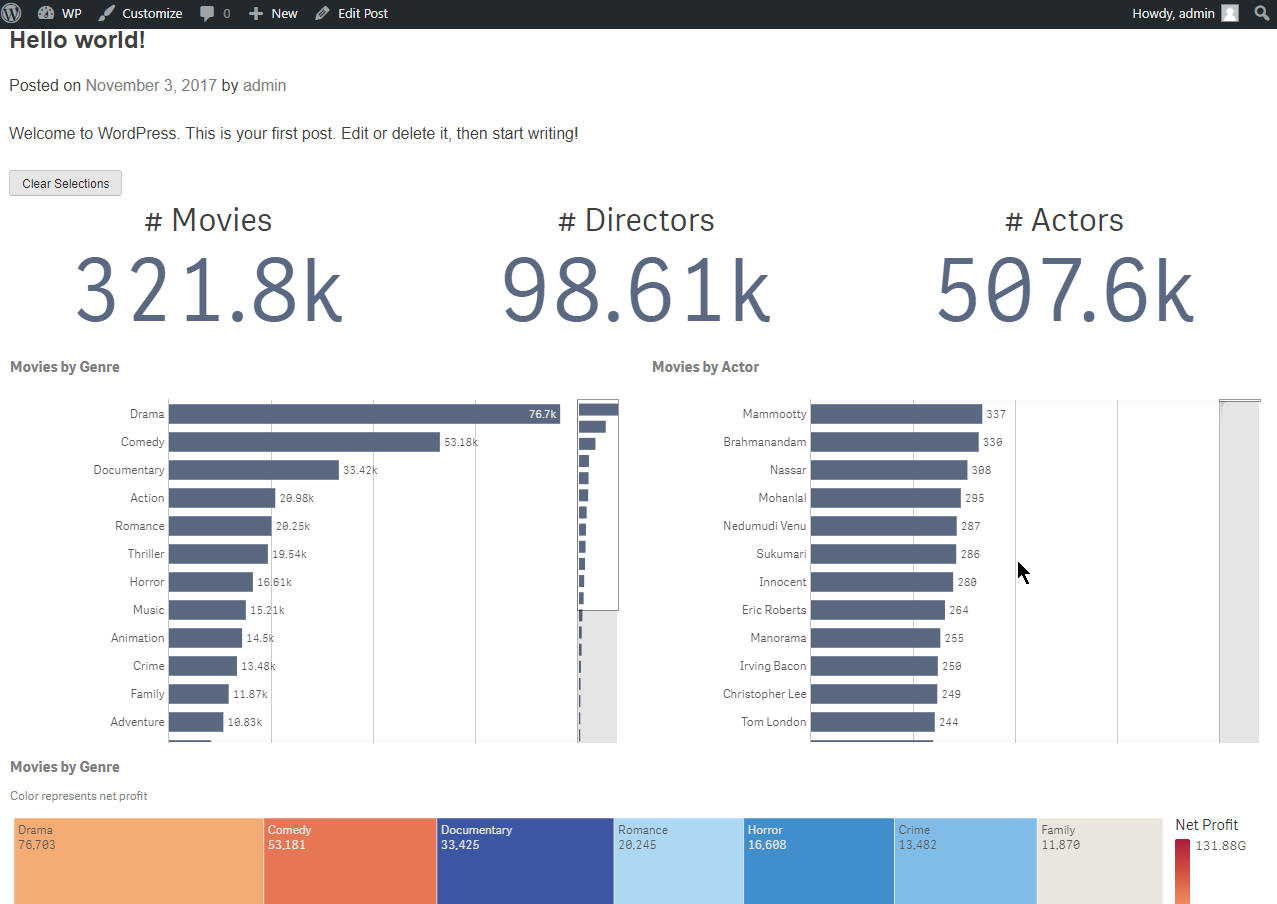 WP Customize 0 New Edit Post Howdy, admin
Hello world!
Posted on November 3, 2017 by admin
Welcome to WordPress. This is your first post. Edit or delete it, then start writing!
Clear Selections
# Movies # Directors # Actors
321.8k 98.61k 507.6k
Movies by Genre
Drama 76.7k
Comedy 53.18k
Documentary 33.42k
Action 20.98k
Romance 20.25k
Thriller 19.54k
Horror 16.61k
Music 15.21k
Animation 14.5k
Crime 13.48k
Family 11.87k
Adventure 10.83k
Movies by Actor
Mammootty 337
Brahmanandam 330
Nassar 308
Mohanlal 295
Nedumudi Venu 287
Sukumari 286
Innocent 280
Eric Roberts 264
Manorama 255
Irving Bacon 250
Christopher Lee 249
Tom London 244
Movies by Genre
Color represents net profit
Drama Comedy Documentary Romance Horror Crime Family
76,703 53,181 33,425 20,245 16,608 13,482 11,870
Net Profit
131.88G